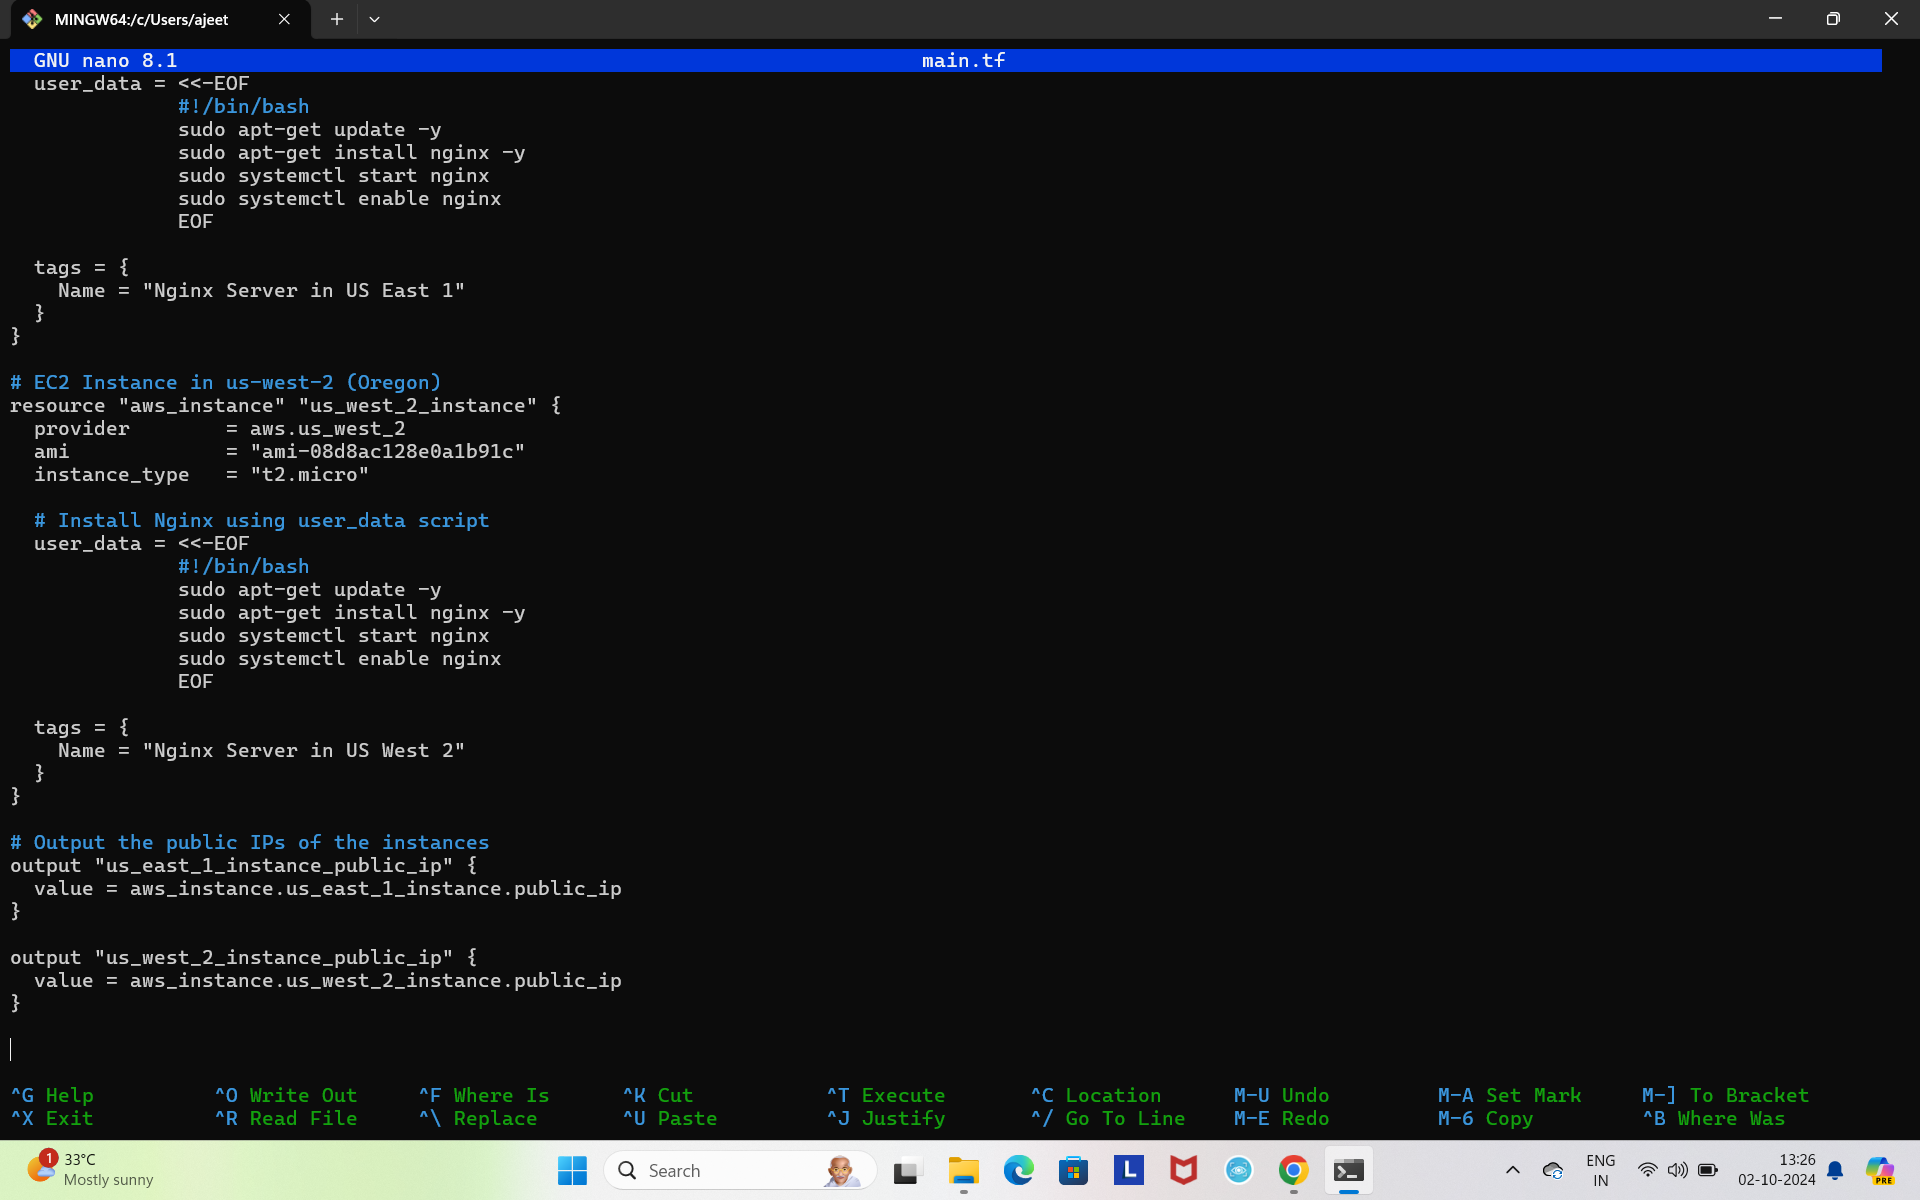 MINGW64:/c/Users/ajeet
GNU nano 8.1 main.tf
user_data = <<-EOF
#!/bin/bash
sudo apt-get update -y
sudo apt-get install nginx -y
sudo systemctl start nginx
sudo systemctl enable nginx
EOF
tags = {
Name = "Nginx Server in US East 1"
}
}
# EC2 Instance in us-west-2 (Oregon)
resource "aws_instance" "us_west_2_instance" {
provider = aws.us_west_2
ami = "ami-08d8ac128e0a1b91c"
instance_type = "t2.micro"
# Install Nginx using user_data script
user_data = <<-EOF
#!/bin/bash
sudo apt-get update -y
sudo apt-get install nginx -y
sudo systemctl start nginx
sudo systemctl enable nginx
EOF
tags = {
Name = "Nginx Server in US West 2"
}
}
# Output the public IPs of the instances
output "us_east_1_instance_public_ip" {
value = aws_instance.us_east_1_instance.public_ip
}
output "us_west_2_instance_public_ip" {
value = aws_instance.us_west_2_instance.public_ip
}
^G Help ^O Write Out ^F Where Is ^K Cut ^T Execute ^C Location M-U Undo M-A Set Mark M-] To Bracket
^X Exit ^R Read File ^\ Replace ^U Paste ^J Justify ^/ Go To Line M-E Redo M-6 Copy ^B Where Was
1 33°C
Mostly sunny
Search
L
ENG
IN
13:26
02-10-2024
PRE